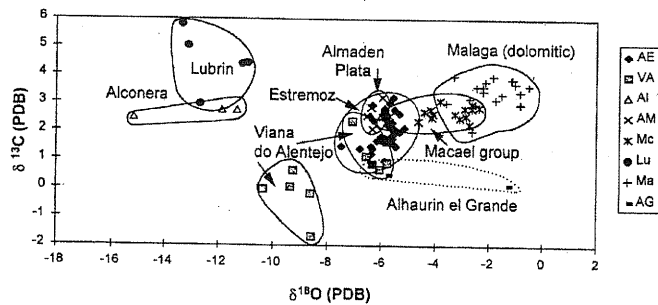 6
5
4
3
2
1
0
-1
-2
δ 13C (PDB)
-18
-16
-14
-12
-10
-8
-6
-4
-2
0
δ18O (PDB)
Alconera
Lubrin
Almaden
Plata
Malaga (dolomitic)
Estremoz
Viana
do Alentejo
Macael group
Alhaurin el Grande
AE
VA
Al
AM
Mc
Lu
Ma
AG